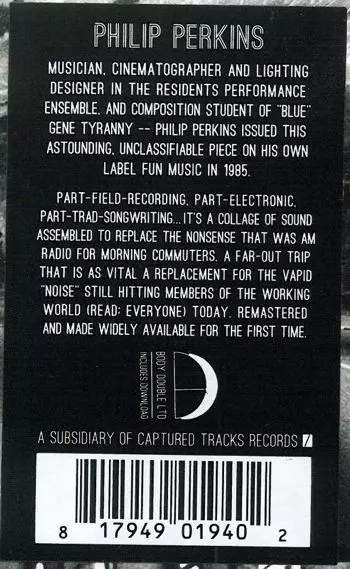 PHILIP PERKINS
MUSICIAN, CINEMATOGRAPHER AND LIGHTING
DESIGNER IN THE RESIDENTS PERFORMANCE
ENSEMBLE, AND COMPOSITION STUDENT OF "BLUE"
GENE TYRANNY -- PHILIP PERKINS ISSUED THIS
ASTOUNDING, UNCLASSIFIABLE PIECE ON HIS OWN
LABEL FUN MUSIC IN 1985.
PART-FIELD-RECORDING, PART-ELECTRONIC,
PART-TRAD-SONGWRITING... IT'S A COLLAGE OF SOUND
ASSEMBLED TO REPLACE THE NONSENSE THAT WAS AM
RADIO FOR MORNING COMMUTERS. A FAR-OUT TRIP
THAT IS AS VITAL A REPLACEMENT FOR THE VAPID
"NOISE" STILL HITTING MEMBERS OF THE WORKING
WORLD (READ: EVERYONE) TODAY. REMASTERED
AND MADE WIDELY AVAILABLE FOR THE FIRST TIME.
BODY DOUBLE LTD
INCLUDES DOWNLOAD
A SUBSIDIARY OF CAPTURED TRACKS RECORDS
8 17949 01940 2